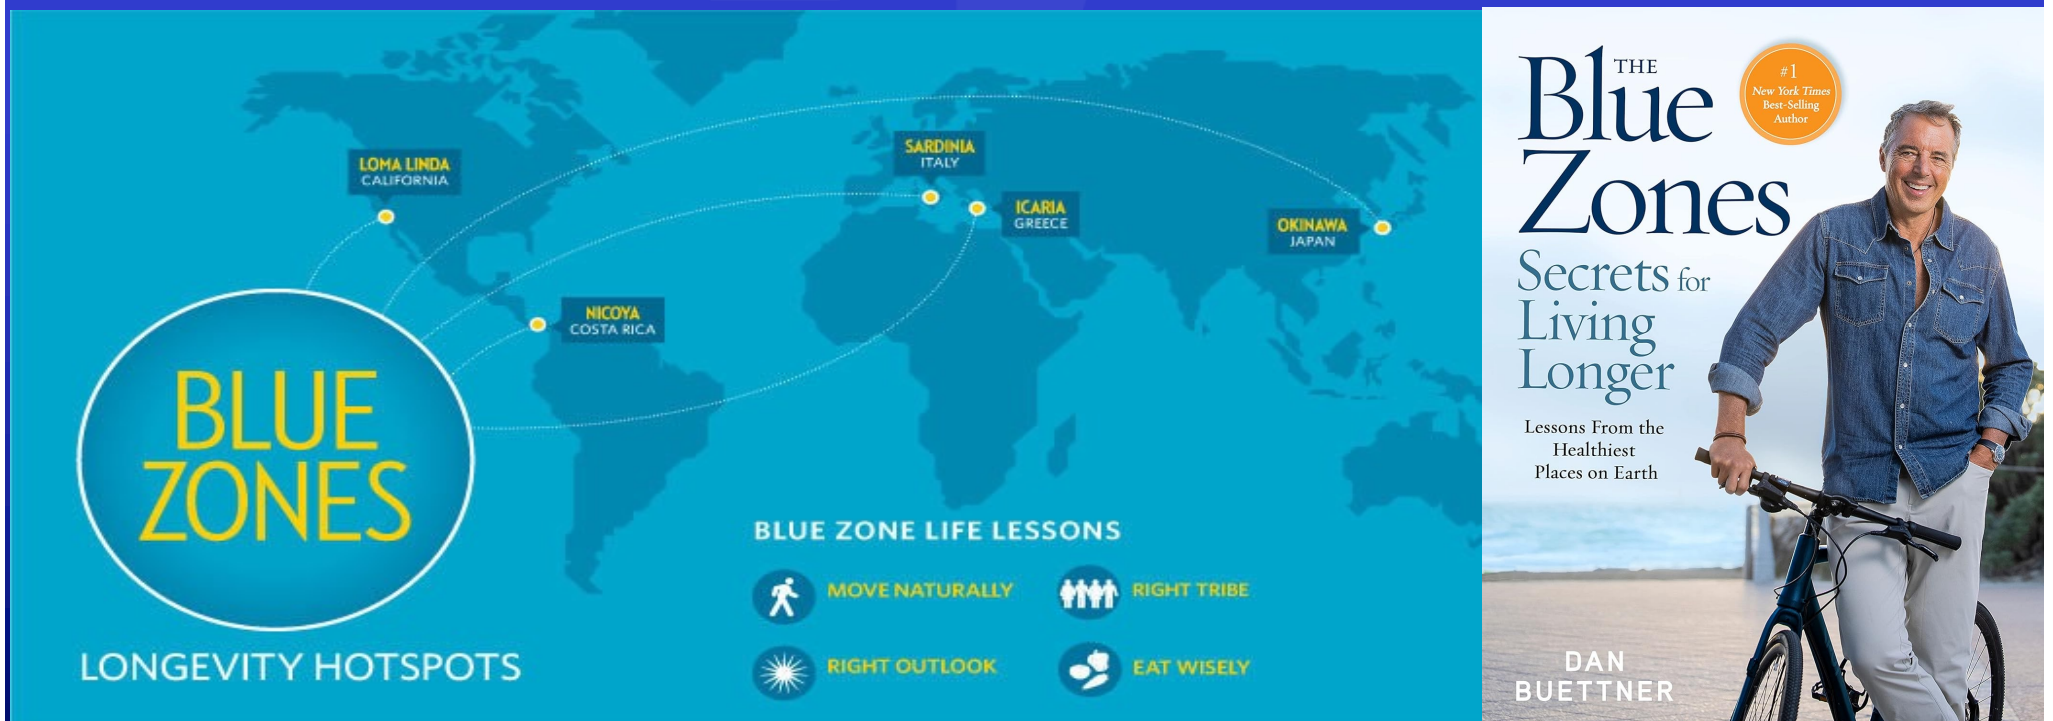 LOMA LINDA
CALIFORNIA
SARDINIA
ITALY
ICARIA
GREECE
OKINAWA
JAPAN
NICOYA
COSTA RICA
BLUE
ZONES
LONGEVITY HOTSPOTS
BLUE ZONE LIFE LESSONS
MOVE NATURALLY
RIGHT TRIBE
RIGHT OUTLOOK
EAT WISELY
THE
Blue
Zones
#1
New York Times
Best-Selling
Author
Secrets for
Living
Longer
Lessons From the
Healthiest
Places on Earth
DAN
BUETTNER